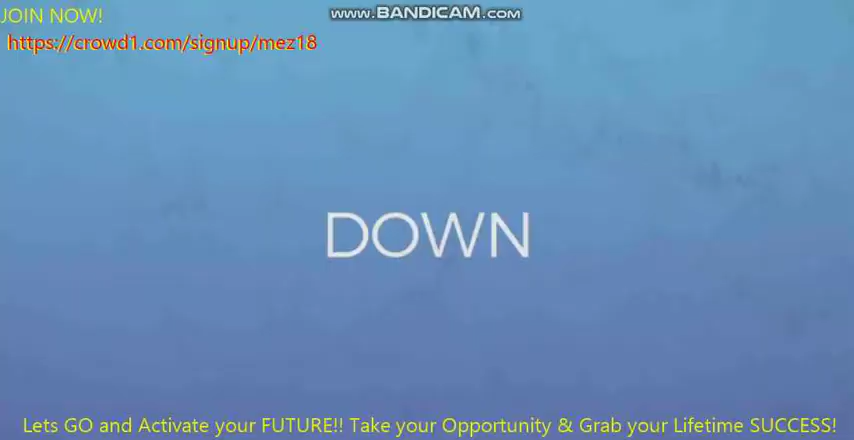 JOIN NOW!
www.BANDICAM.com
https://crowd1.com/signup/mez18
DOWN
Lets GO and Activate your FUTURE!! Take your Opportunity & Grab your Lifetime SUCCESS!